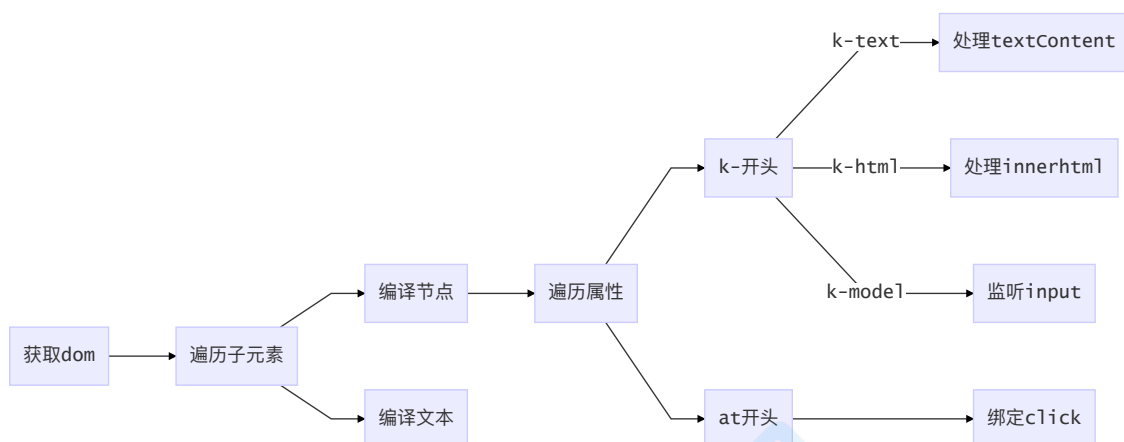 k-text
处理textContent
k-开头
k-html
处理innerhtml
编译节点
遍历属性
k-model
监听input
获取dom
遍历子元素
编译文本
at开头
绑定click